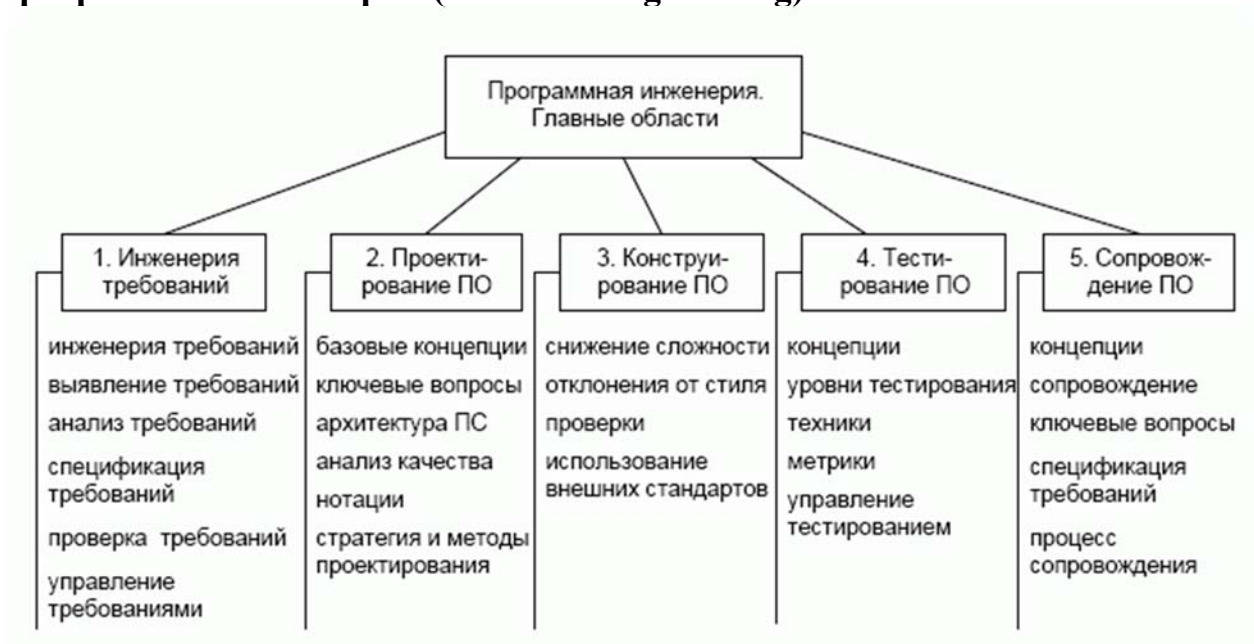 Программная инженерия.
Главные области
1. Инженерия
требований
инженерия требований
выявление требований
анализ требований
спецификация
требований
проверка требований
управление
требованиями
2. Проекти-
рование ПО
базовые концепции
ключевые вопросы
архитектура ПС
анализ качества
нотации
стратегия и методы
проектирования
3. Конструи-
рование ПО
снижение сложности
отклонения от стиля
проверки
использование
внешних стандартов
4. Тести-
рование ПО
концепции
уровни тестирования
техники
метрики
управление
тестированием
5. Сопровож-
дение ПО
концепции
сопровождение
ключевые вопросы
спецификация
требований
процесс
сопровождения